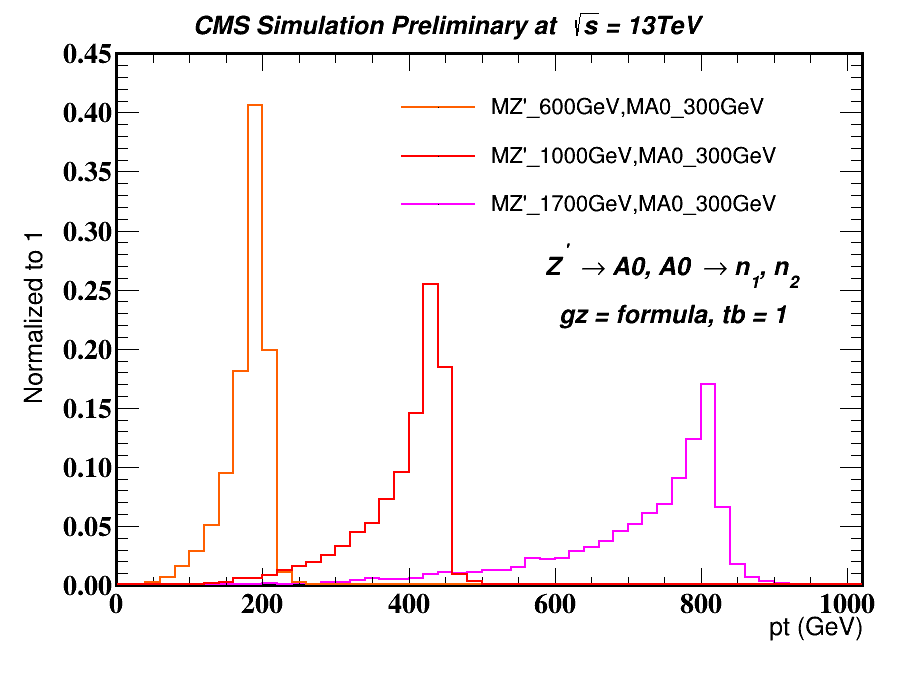 CMS Simulation Preliminary at √s = 13TeV
0.45
0.40
0.35
0.30
0.25
0.20
0.15
0.10
0.05
0.00
Normalized to 1
MZ'_600GeV,MA0_300GeV
MZ'_1000GeV,MA0_300GeV
MZ'_1700GeV,MA0_300GeV
Z' → A0, A0 → n1, n2
gz = formula, tb = 1
0 200 400 600 800 1000
pt (GeV)